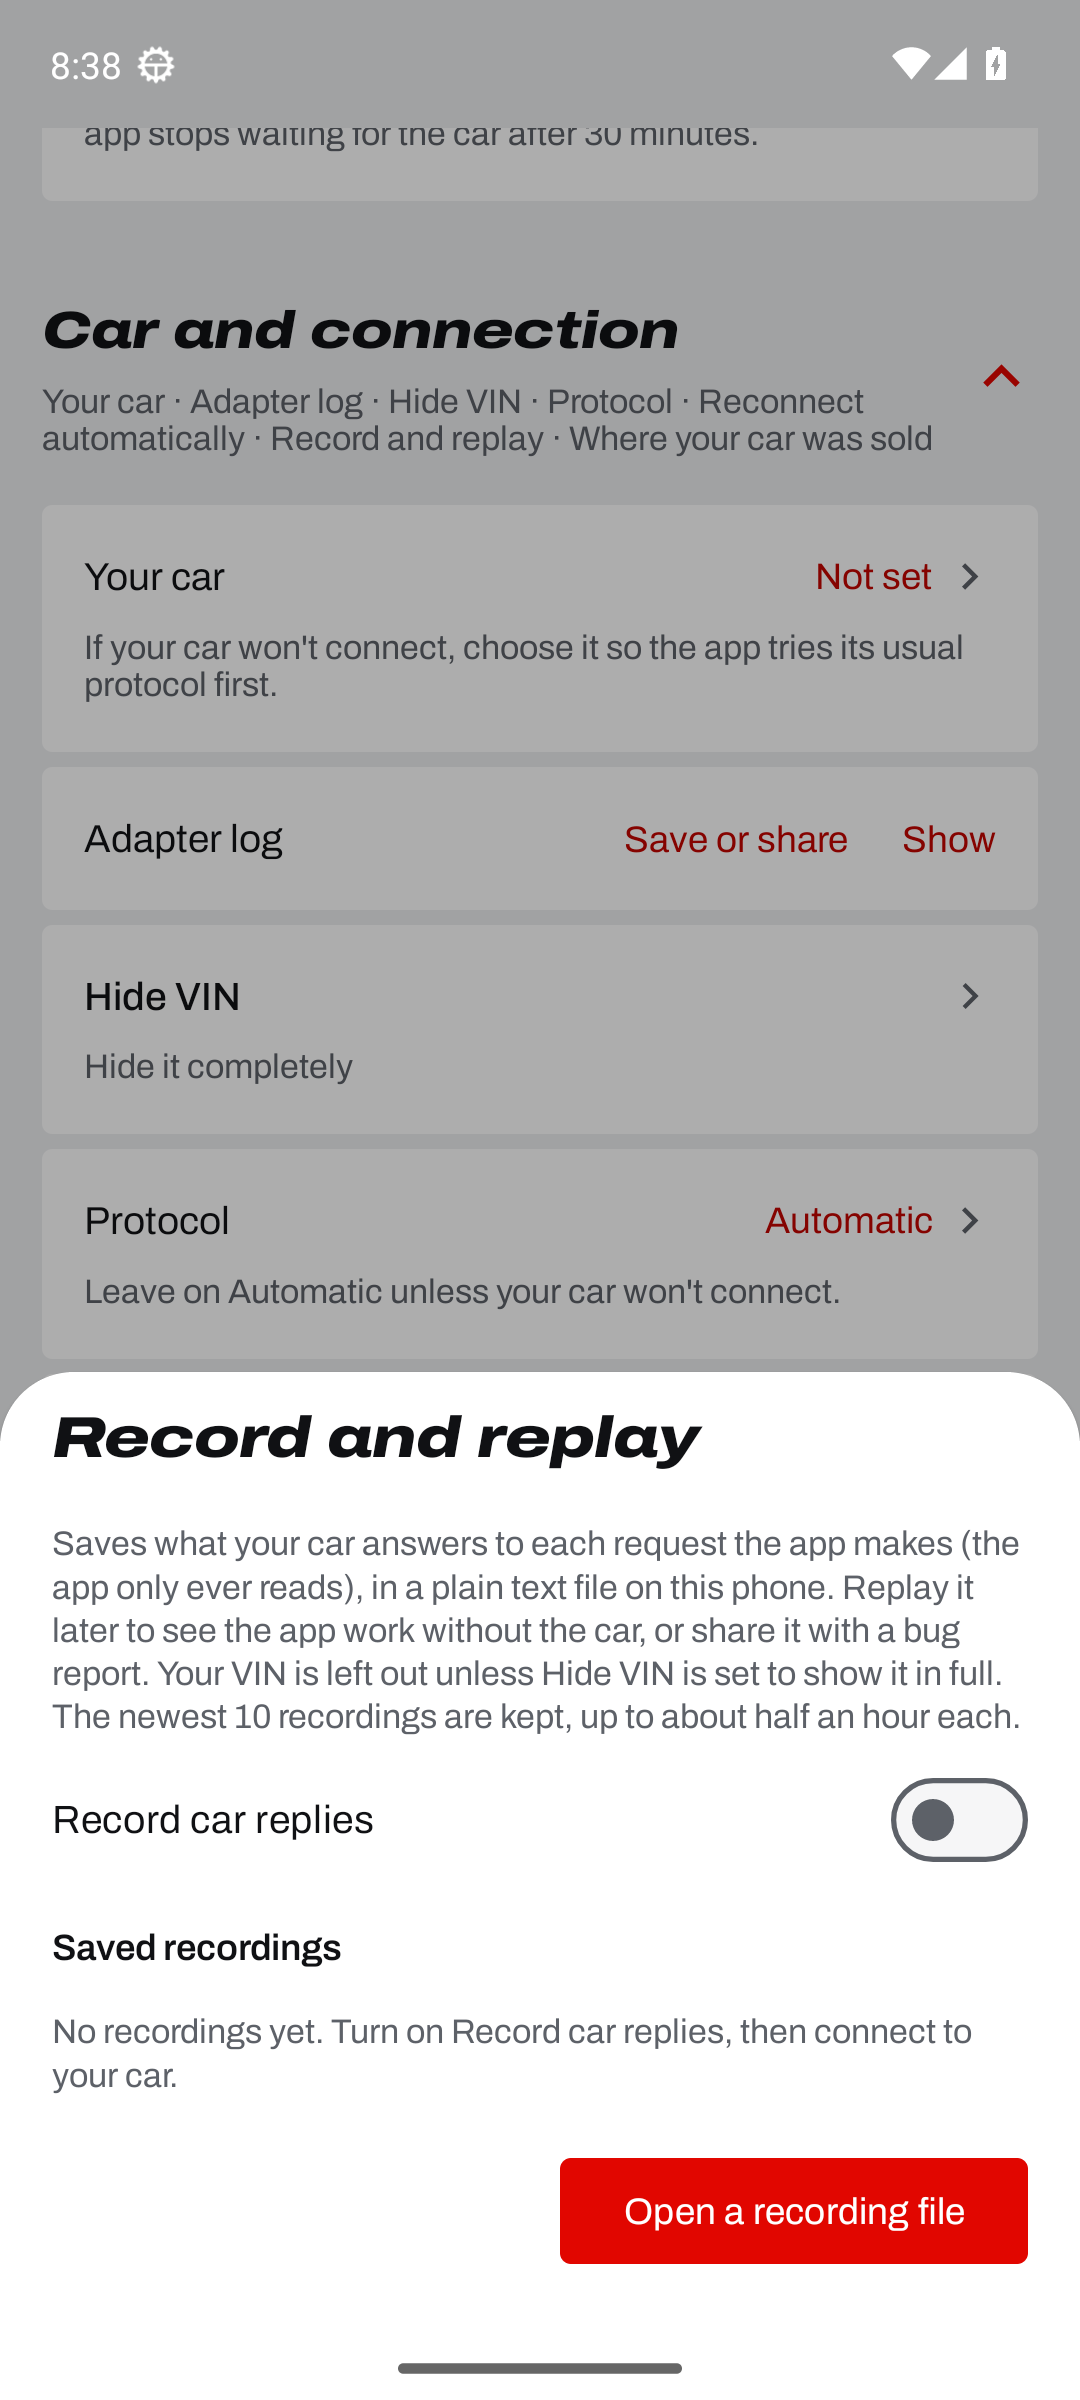 8:38
app stops waiting for the car after 30 minutes.
Car and connection
Your car · Adapter log · Hide VIN · Protocol · Reconnect
automatically · Record and replay · Where your car was sold
Your car
Not set
If your car won't connect, choose it so the app tries its usual
protocol first.
Adapter log
Save or share
Show
Hide VIN
Hide it completely
Protocol
Automatic
Leave on Automatic unless your car won't connect.
Record and replay
Saves what your car answers to each request the app makes (the
app only ever reads), in a plain text file on this phone. Replay it
later to see the app work without the car, or share it with a bug
report. Your VIN is left out unless Hide VIN is set to show it in full.
The newest 10 recordings are kept, up to about half an hour each.
Record car replies
Saved recordings
No recordings yet. Turn on Record car replies, then connect to
your car.
Open a recording file